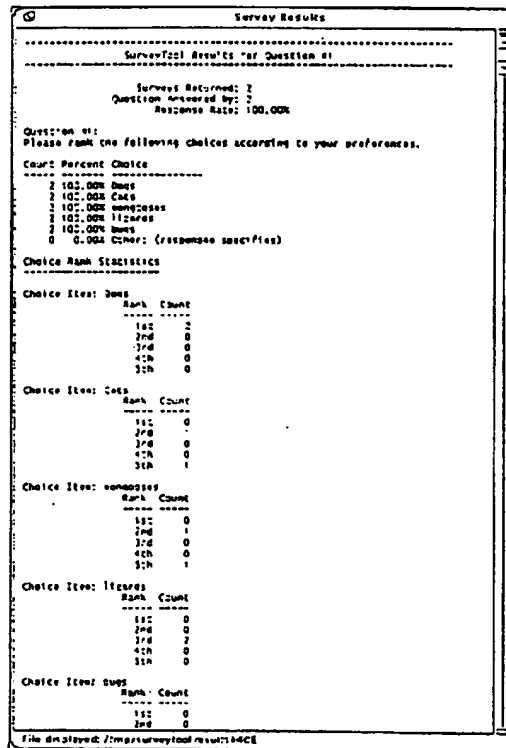 Survey Results
SurveyTool Results for Question #1
Surveys Returned: 2
Question Answered by: 2
Response Rate: 100.00%
Question #1:
Please rank the following choices according to your preferences.
Count Percent Choice
2 100.00% Dogs
2 100.00% Cats
2 100.00% mongooses
2 100.00% lizards
2 100.00% bugs
0 0.00% Other: (responses specifies)
Choice Rank Statistics
Choice Item: Dogs
Rank Count
1st 2
2nd 0
3rd 0
4th 0
5th 0
Choice Item: Cats
Rank Count
1st 0
2nd
3rd 0
4th 0
5th 1
Choice Item: mongooses
Rank Count
1st 0
2nd 1
3rd 0
4th 0
5th 1
Choice Item: lizards
Rank Count
1st 0
2nd 0
3rd 2
4th 0
5th 0
Choice Item: bugs
Rank Count
1st 0
2nd 0
File displayed: